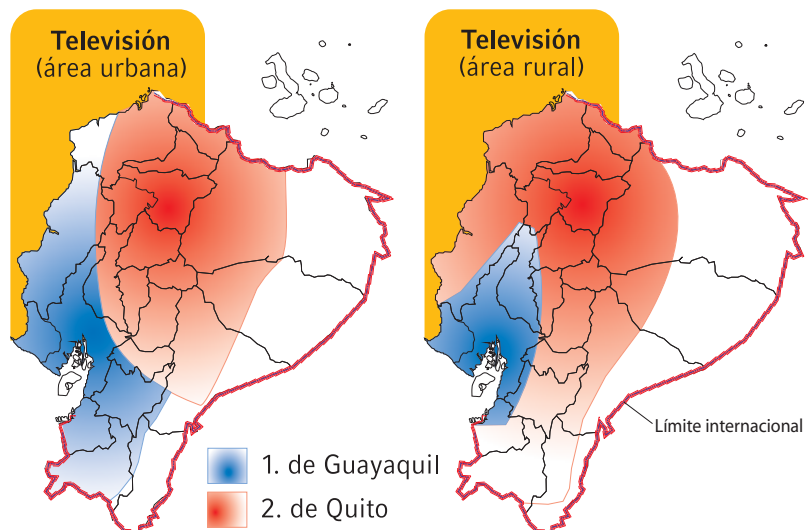 Televisión
(área urbana)
Televisión
(área rural)
Límite internacional
1. de Guayaquil
2. de Quito